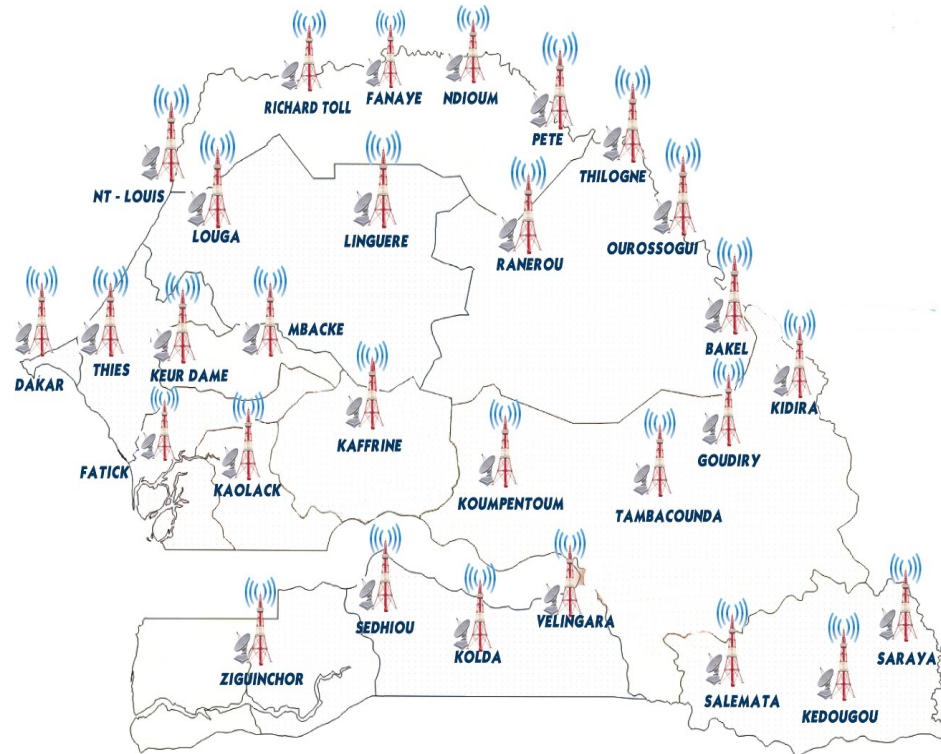 RICHARD TOLL
FANAYE
NDIOUM
PETE
THILOGNE
NT - LOUIS
LOUGA
LINGUERE
RANEROU
OUROSSOGUI
DAKAR
THIES
KEUR DAME
MBACKE
BAKEL
KIDIRA
FATICK
KAOLACK
KAFFRINE
KOUMPENTOUM
TAMBACOUNDA
GOUDIRY
ZIGUINCHOR
SEDHIOU
KOLDA
VELINGARA
SALEMATA
KEDOUGOU
SARAYA